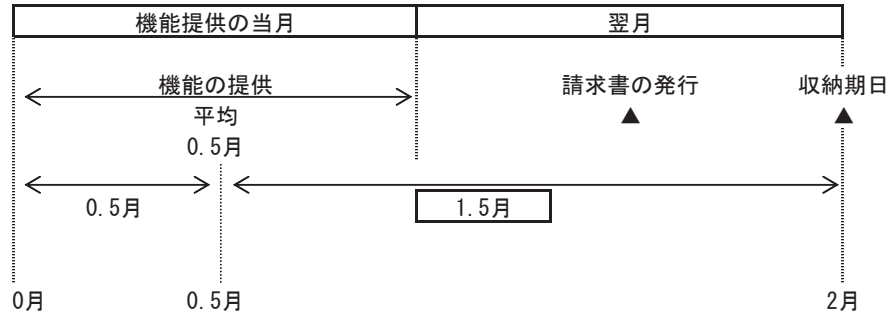 機能提供の当月 翌月
機能の提供 請求書の発行 収納期日
平均 ▲ ▲
0.5月
0.5月 1.5月
0月 0.5月 2月